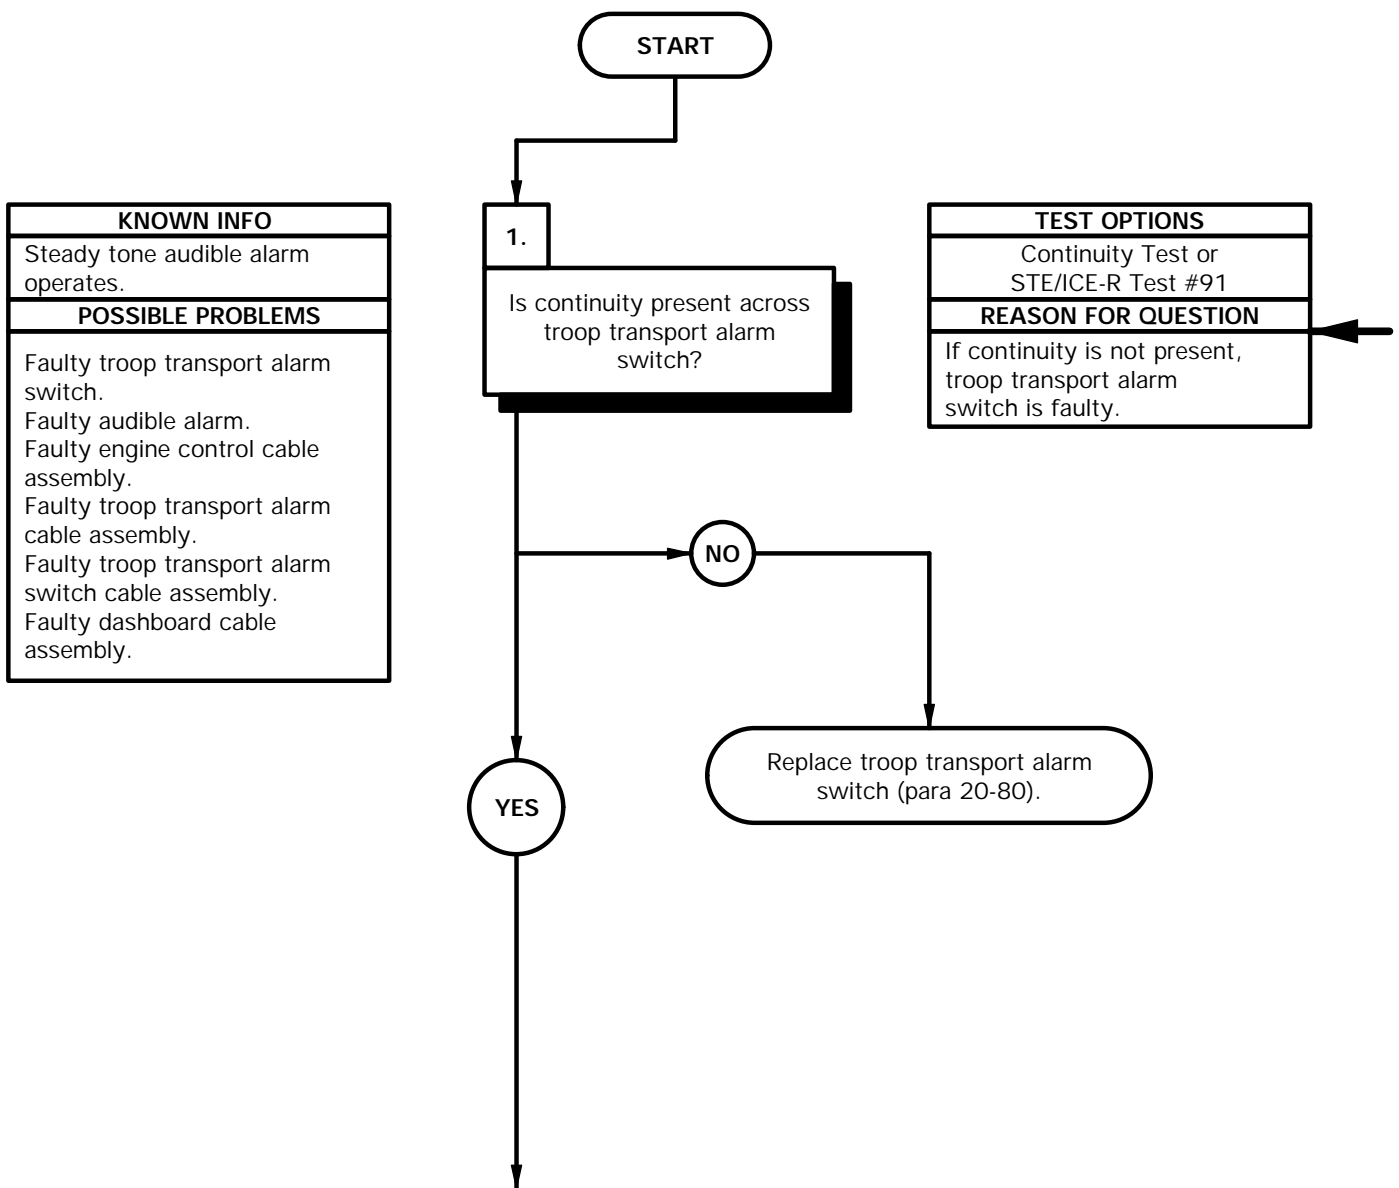 START
KNOWN INFO
Steady tone audible alarm
operates.
POSSIBLE PROBLEMS
Faulty troop transport alarm
switch.
Faulty audible alarm.
Faulty engine control cable
assembly.
Faulty troop transport alarm
cable assembly.
Faulty troop transport alarm
switch cable assembly.
Faulty dashboard cable
assembly.
1.
Is continuity present across
troop transport alarm
switch?
TEST OPTIONS
Continuity Test or
STE/ICE-R Test #91
REASON FOR QUESTION
If continuity is not present,
troop transport alarm
switch is faulty.
NO
Replace troop transport alarm
switch (para 20-80).
YES